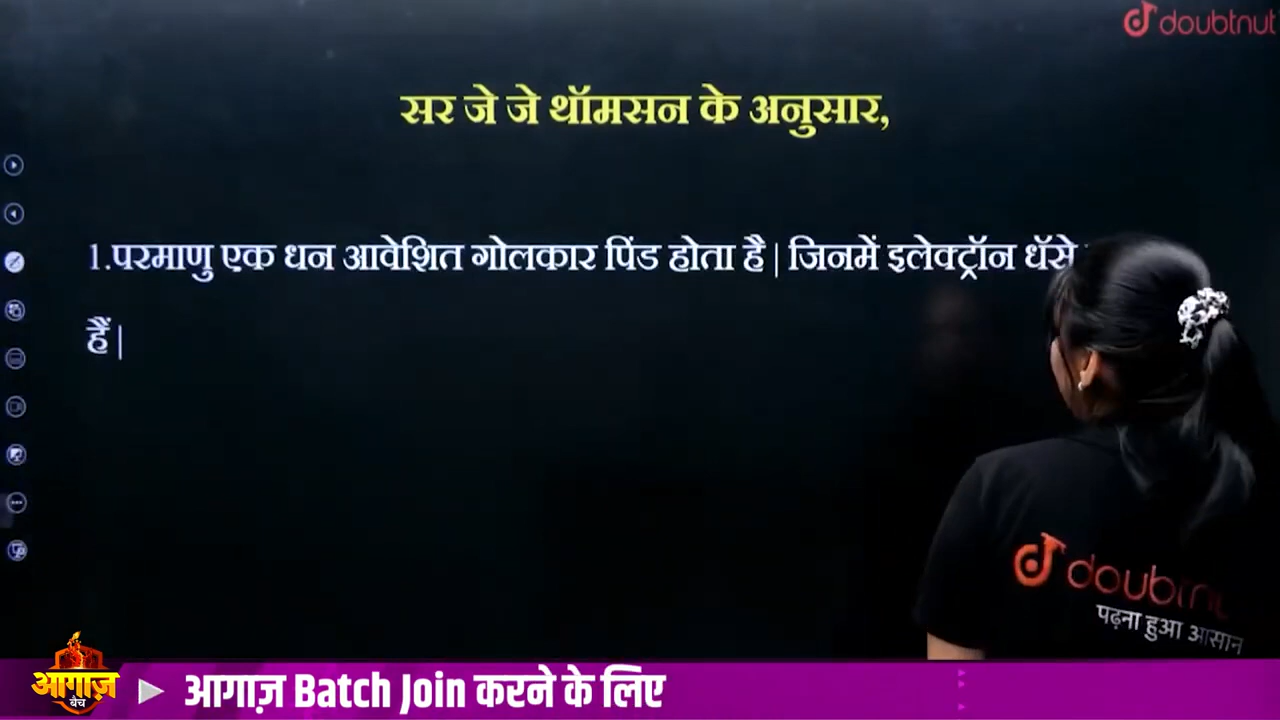 doubtnut
सर जे जे थॉमसन के अनुसार,
1.परमाणु एक धन आवेशित गोलकार पिंड होता है | जिनमें इलेक्ट्रॉन धॅसे
हैं |
doubtnut
पढ़ना हुआ आसान
आगाज़
बैच
आगाज़ Batch Join करने के लिए